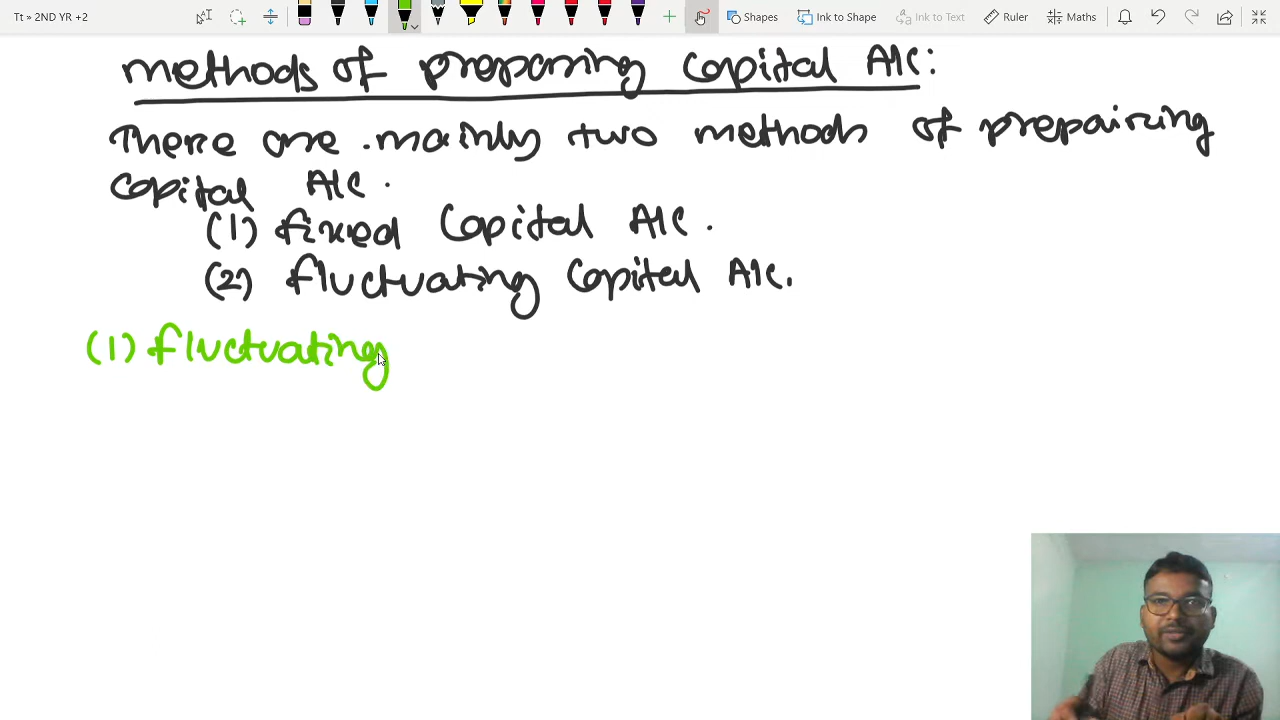 Tt > 2ND YR +2
Shapes
Ink to Shape
Ink to Text
Ruler
Maths
methods of preparing Capital A/C:
There are mainly two methods of prepairing
Capital A/C.
(1) fixed Capital A/C.
(2) fluctuating Capital A/C.
(1) fluctuating